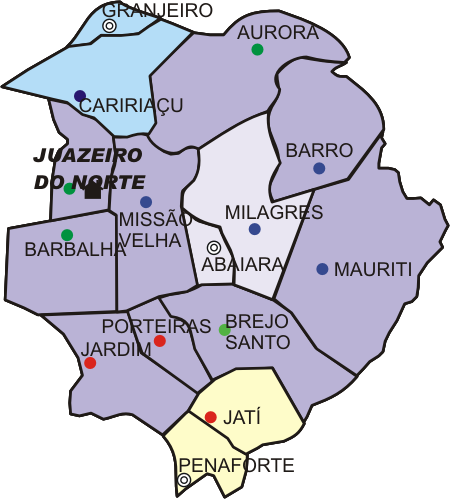 GRANJEIRO
AURORA
CARIRIAÇU
JUAZEIRO
DO NORTE
BARRO
MISSÃO
VELHA
MILAGRES
BARBALHA
ABAIARA
MAURITI
PORTEIRAS
BREJO
SANTO
JARDIM
JATÍ
PENAFORTE